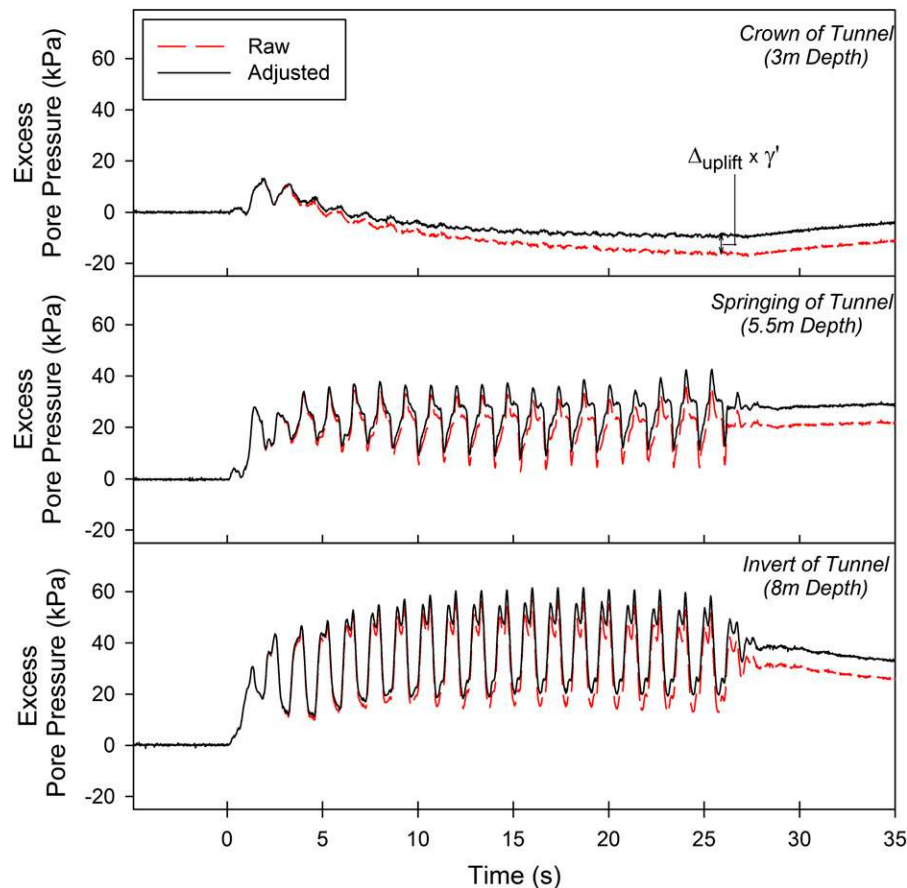 Raw
Adjusted
Crown of Tunnel
(3m Depth)
Δuplift x γ'
Excess
Pore Pressure (kPa)
60
40
20
0
-20
Springing of Tunnel
(5.5m Depth)
Excess
Pore Pressure (kPa)
60
40
20
0
-20
Invert of Tunnel
(8m Depth)
Excess
Pore Pressure (kPa)
60
40
20
0
-20
0 5 10 15 20 25 30 35
Time (s)